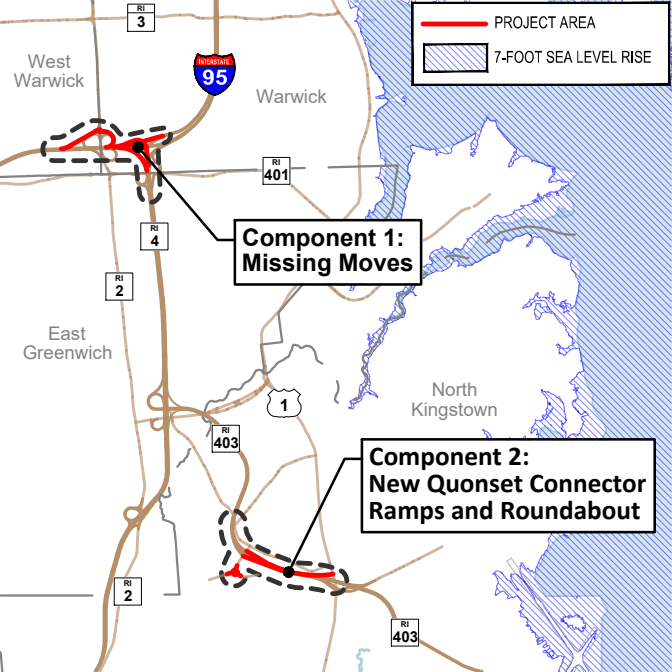 PROJECT AREA
7-FOOT SEA LEVEL RISE
RI
3
West
Warwick
INTERSTATE
95
Warwick
RI
401
RI
4
Component 1:
Missing Moves
RI
2
East
Greenwich
North
Kingstown
1
RI
403
Component 2:
New Quonset Connector
Ramps and Roundabout
RI
2
RI
403